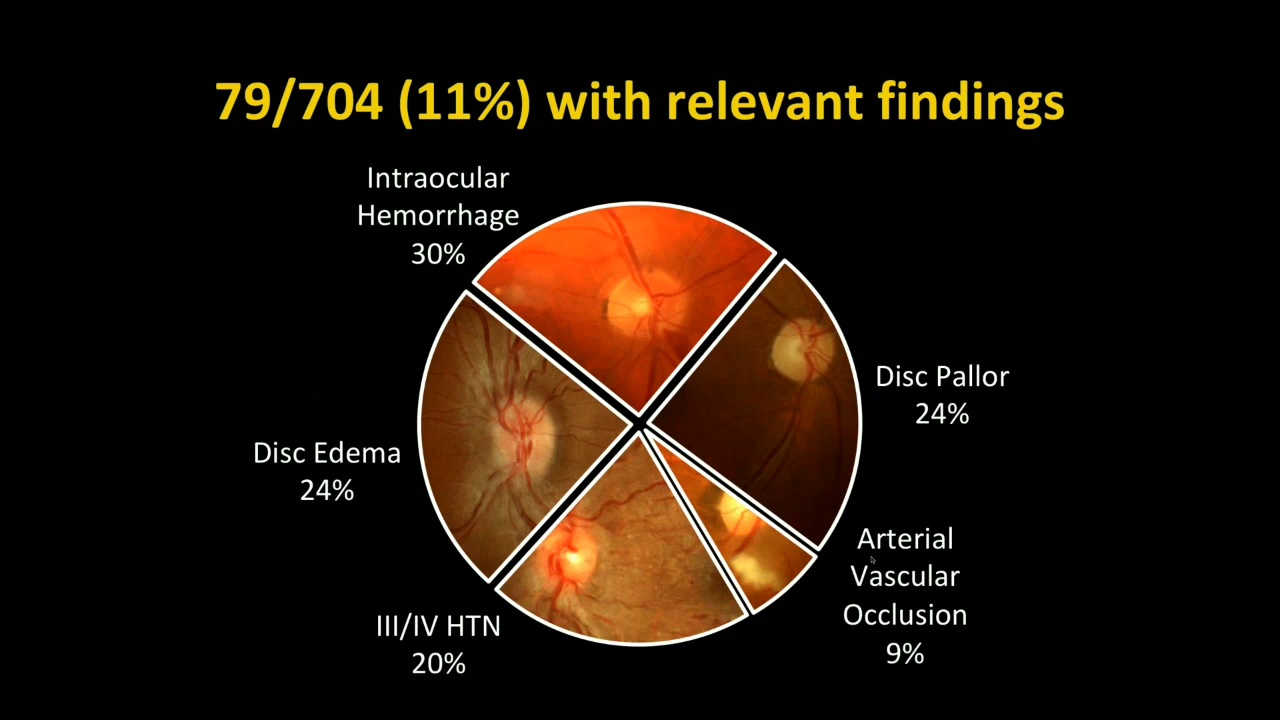 79/704 (11%) with relevant findings
Intraocular
Hemorrhage
30%
Disc Pallor
24%
Disc Edema
24%
Arterial
Vascular
Occlusion
9%
III/IV HTN
20%